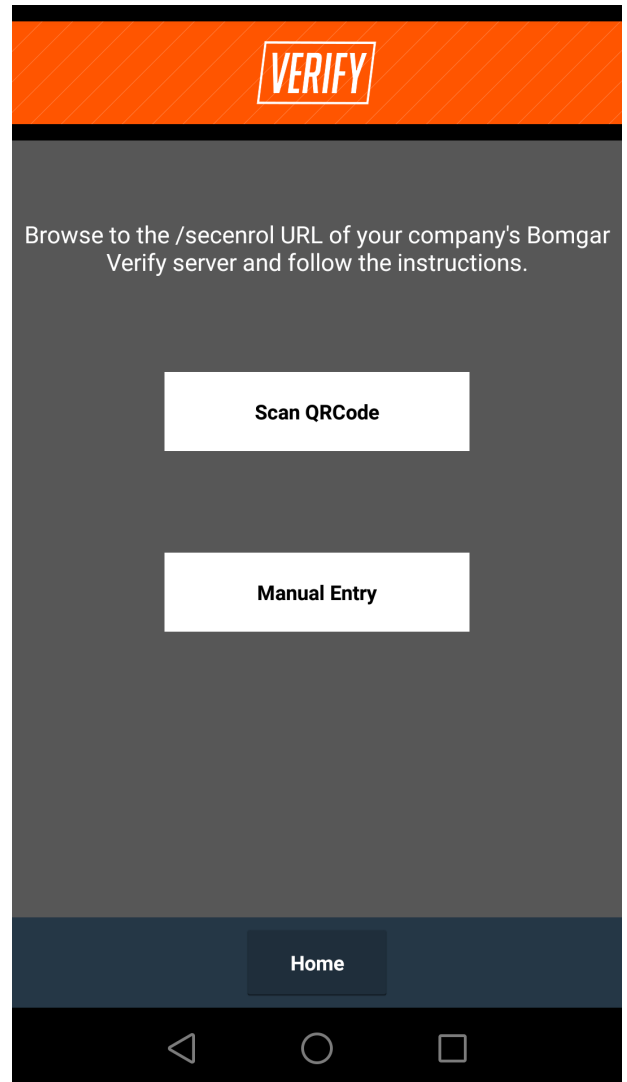 VERIFY
Browse to the /secenrol URL of your company's Bomgar
Verify server and follow the instructions.
Scan QRCode
Manual Entry
Home